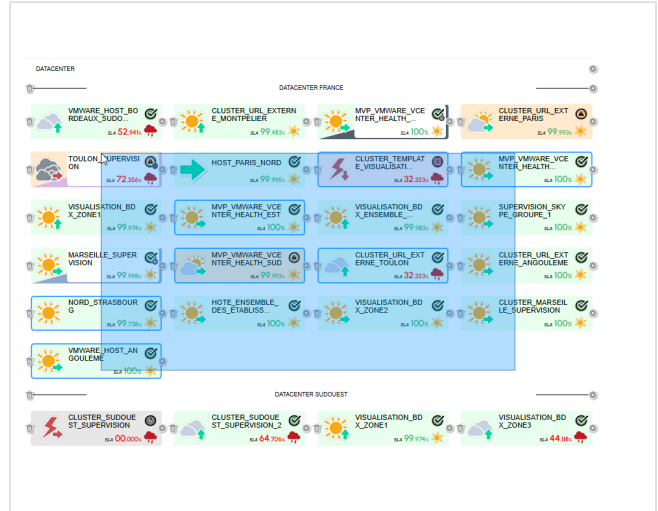 DATACENTER
DATACENTER FRANCE
VMWARE_HOST_BO
RDEAUX_SUDO...
SLA 52.941%
CLUSTER_URL_EXTERN
E_MONTPELIER
SLA 99.483%
MVP_VMWARE_VCE
NTER_HEALTH_...
SLA 100%
CLUSTER_URL_EXT
ERNE_PARIS
SLA 99.993%
TOULON_SUPERVISI
ON
SLA 72.356%
HOST_PARIS_NORD
SLA 99.995%
CLUSTER_TEMPLAT
E_VISUALISATI...
SLA 32.353%
MVP_VMWARE_VCE
NTER_HEALTH_...
SLA 100%
VISUALISATION_BD
X_ZONE1
SLA 99.974%
MVP_VMWARE_VCE
NTER_HEALTH_EST
SLA 100%
VISUALISATION_BD
X_ENSEMBLE_...
SLA 99.983%
SUPERVISION_SKY
PE_GROUPE_1
SLA 100%
MARSEILLE_SUPER
VISION
SLA 99.998%
MVP_VMWARE_VCE
NTER_HEALTH_SUD
SLA 99.993%
CLUSTER_URL_EXT
ERNE_TOULON
SLA 32.353%
CLUSTER_URL_EXT
ERNE_ANGOULEME
SLA 100%
NORD_STRASBOUR
G
SLA 99.738%
HOTE_ENSEMBLE_
DES_ETABLISS...
SLA 100%
VISUALISATION_BD
X_ZONE2
SLA 100%
CLUSTER_MARSEIL
LE_SUPERVISION
SLA 100%
VMWARE_HOST_AN
GOULEME
SLA 100%
DATACENTER SUDOUEST
CLUSTER_SUDOUE
ST_SUPERVISION
SLA 00.000%
CLUSTER_SUDOUE
ST_SUPERVISION_2
SLA 64.706%
VISUALISATION_BD
X_ZONE1
SLA 99.974%
VISUALISATION_BD
X_ZONE3
SLA 44.118%